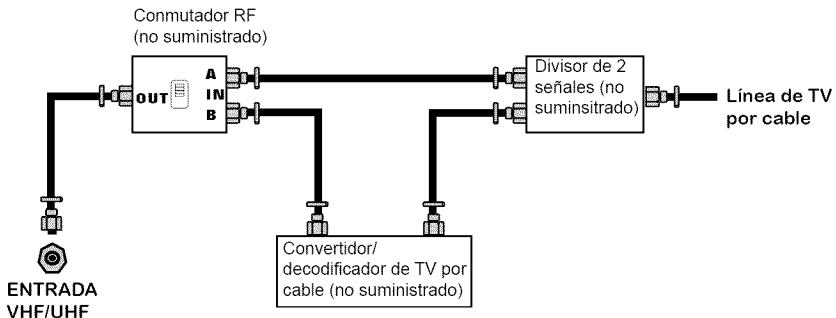 Conmutador RF
(no suministrado)
OUT
A
IN
B
Divisor de 2
señales (no
suminsitrado)
Línea de TV
por cable
Convertidor/
decodificador de TV por
cable (no suministrado)
ENTRADA
VHF/UHF